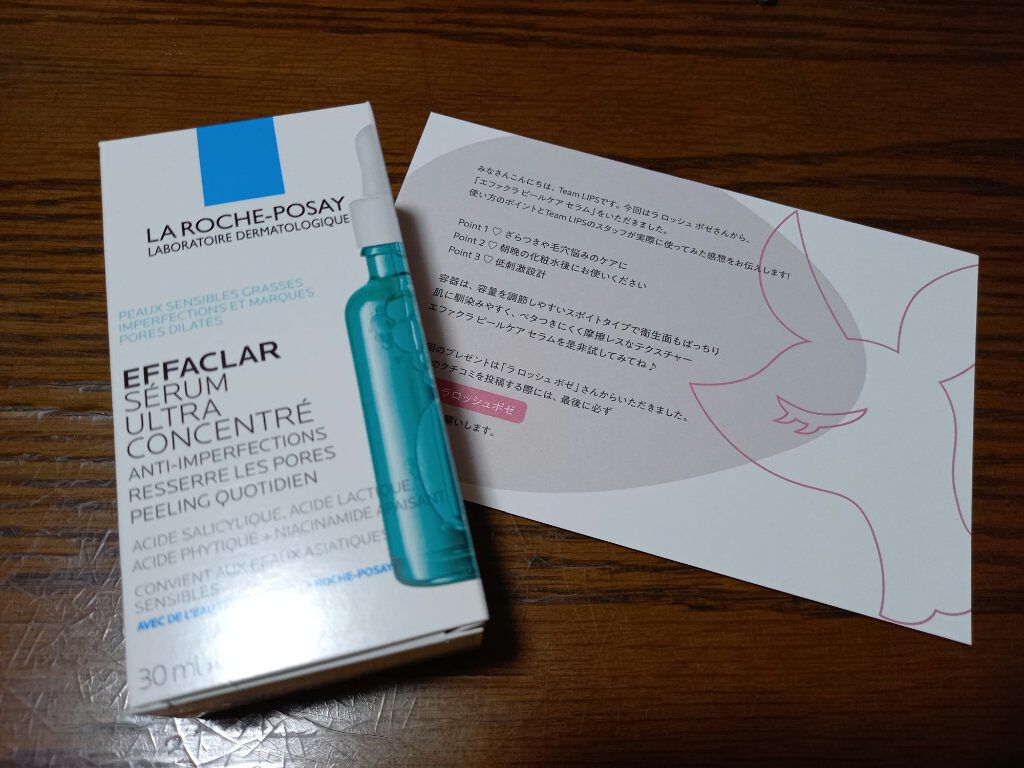 LA ROCHE-POSAY
LABORATOIRE DERMATOLOGIQUE
PEAUX SENSIBLES GRASSES
IMPERFECTIONS ET MARQUES
PORES DILATÉS
EFFACLAR
SÉRUM
ULTRA
CONCENTRÉ
ANTI-IMPERFECTIONS
RESSERRE LES PORES
PEELING QUOTIDIEN
ACIDE SALICYLIQUE, ACIDE LACTIQUE,
ACIDE PHYTIQUE + NIACINAMIDE APAISANT
CONVIENT AUX PEAUX ASIATIQUES
SENSIBLES
AVEC DE L'EAU LA ROCHE-POSAY
30 ml
みなさんこんにちは、Team LIPSです。今回はラ ロッシュ ポゼさんから、
「エファクラ ピールケア セラム」をいただきました。
使い方のポイントとTeam LIPSのスタッフが実際に使ってみた感想をお伝えします!
Point 1 ♡ ざらつきや毛穴悩みのケアに
Point 2 ♡ 朝晩の化粧水後にお使いください
Point 3 ♡ 低刺激設計
容器は、容量を調節しやすいスポイトタイプで衛生面もばっちり
肌に馴染みやすく、ベタつきにくく摩擦レスなテクスチャー
エファクラ ピールケア セラムを是非試してみてね♪
回のプレゼントは「ラ ロッシュ ポゼ」さんからいただきました。
のクチコミを投稿する際には、最後に必ず
ラロッシュポゼ
願いします。